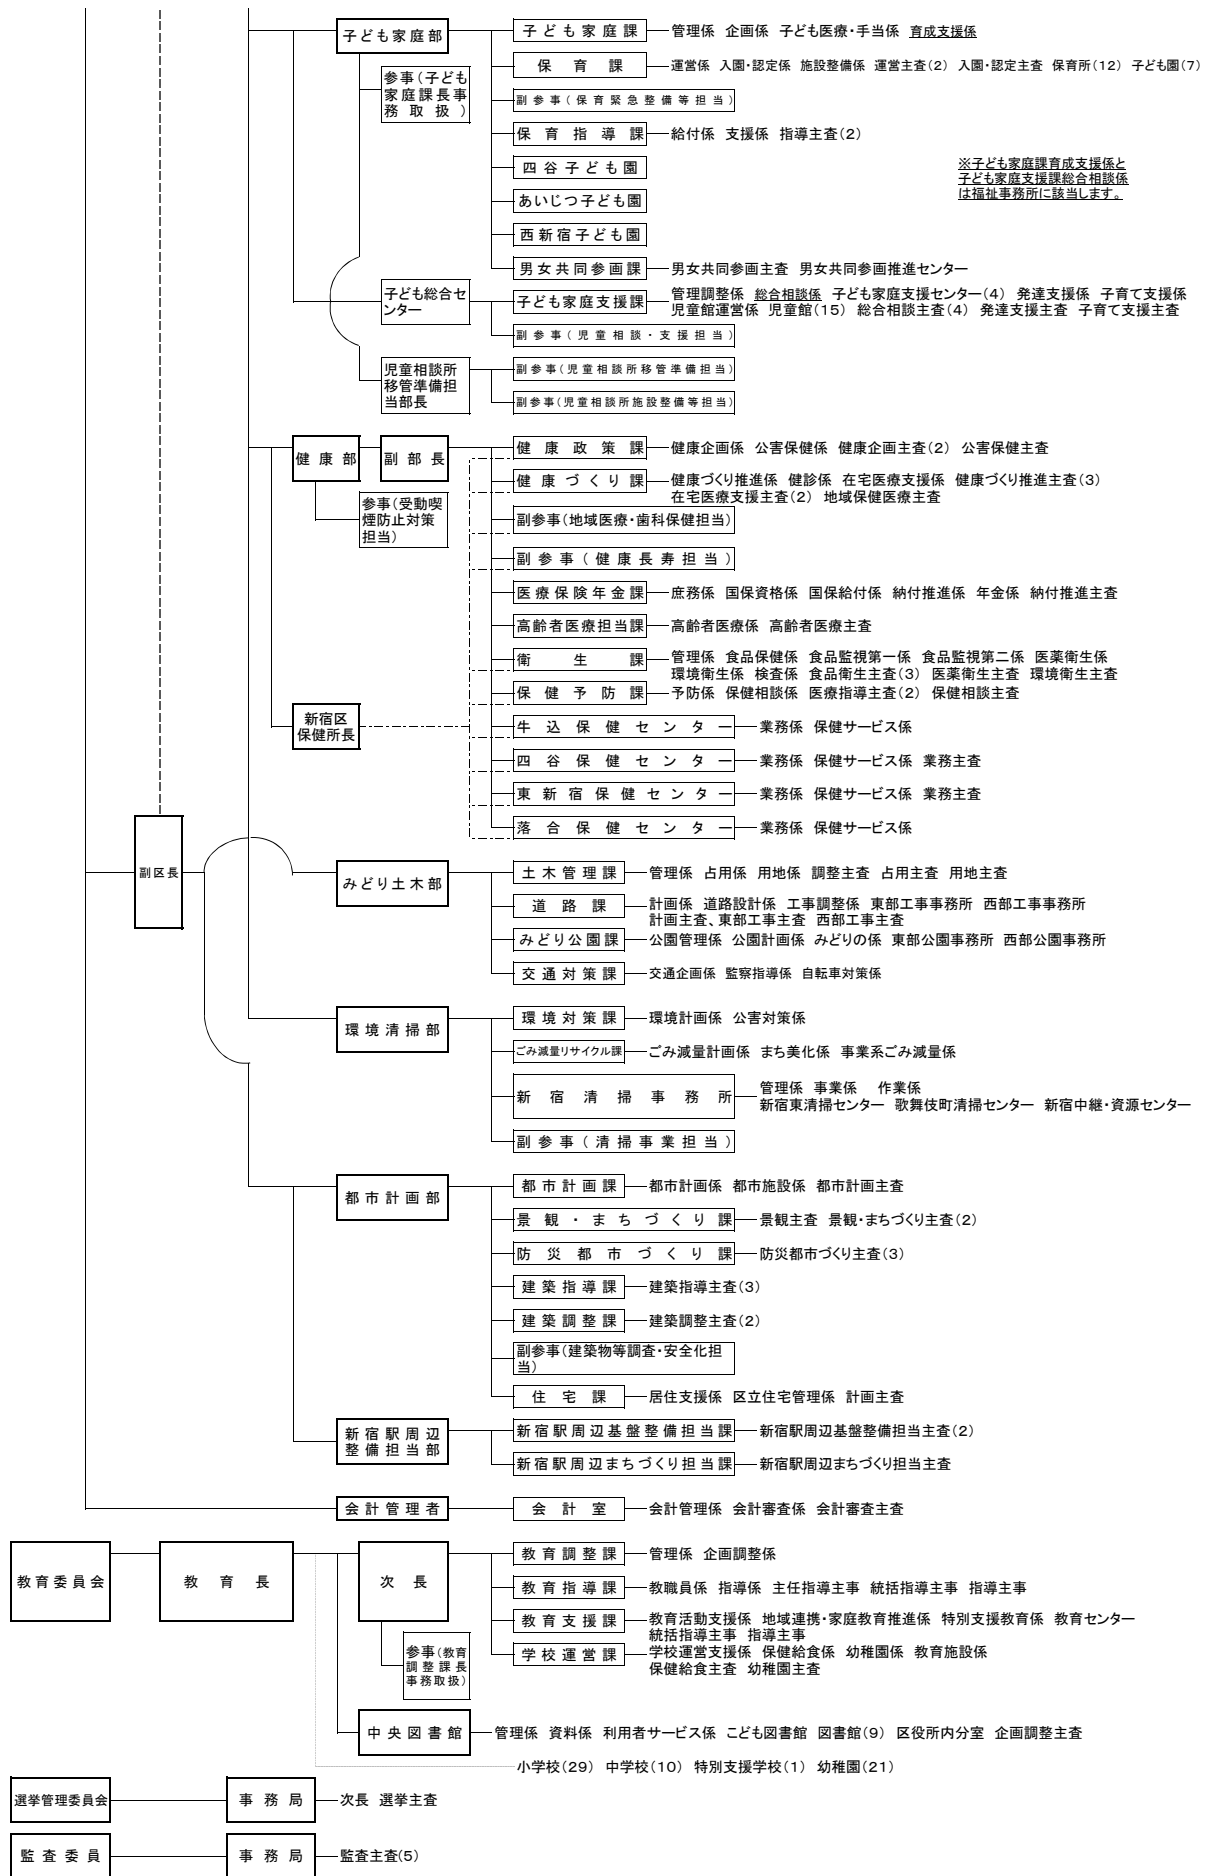 子ども家庭部
子ども家庭課
管理係 企画係 子ども医療・手当係 育成支援係
参事(子ども
家庭課長事
務取扱)
保育課
運営係 入園・認定係 施設整備係 運営主査(2) 入園・認定主査 保育所(12) 子ども園(7)
副参事(保育緊急整備等担当)
保育指導課
給付係 支援係 指導主査(2)
四谷子ども園
※子ども家庭課育成支援係と
子ども家庭支援課総合相談係
は福祉事務所に該当します。
あいじつ子ども園
西新宿子ども園
男女共同参画課
男女共同参画主査 男女共同参画推進センター
子ども総合セ
ンター
子ども家庭支援課
管理調整係 総合相談係 子ども家庭支援センター(4) 発達支援係 子育て支援係
児童館運営係 児童館(15) 総合相談主査(4) 発達支援主査 子育て支援主査
副参事(児童相談・支援担当)
児童相談所
移管準備担
当部長
副参事(児童相談所移管準備担当)
副参事(児童相談所施設整備等担当)
健康部
副部長
健康政策課
健康企画係 公害保健係 健康企画主査(2) 公害保健主査
参事(受動喫
煙防止対策
担当)
健康づくり課
健康づくり推進係 健診係 在宅医療支援係 健康づくり推進主査(3)
在宅医療支援主査(2) 地域保健医療主査
副参事(地域医療・歯科保健担当)
副参事(健康長寿担当)
医療保険年金課
庶務係 国保資格係 国保給付係 納付推進係 年金係 納付推進主査
高齢者医療担当課
高齢者医療係 高齢者医療主査
衛生課
管理係 食品保健係 食品監視第一係 食品監視第二係 医薬衛生係
環境衛生係 検査係 食品衛生主査(3) 医薬衛生主査 環境衛生主査
保健予防課
予防係 保健相談係 医療指導主査(2) 保健相談主査
新宿区
保健所長
牛込保健センター
業務係 保健サービス係
四谷保健センター
業務係 保健サービス係 業務主査
東新宿保健センター
業務係 保健サービス係 業務主査
落合保健センター
業務係 保健サービス係
副区長
みどり土木部
土木管理課
管理係 占用係 用地係 調整主査 占用主査 用地主査
道路課
計画係 道路設計係 工事調整係 東部工事事務所 西部工事事務所
計画主査、東部工事主査 西部工事主査
みどり公園課
公園管理係 公園計画係 みどりの係 東部公園事務所 西部公園事務所
交通対策課
交通企画係 監察指導係 自転車対策係
環境清掃部
環境対策課
環境計画係 公害対策係
ごみ減量リサイクル課
ごみ減量計画係 まち美化係 事業系ごみ減量係
新宿清掃事務所
管理係 事業係 作業係
新宿東清掃センター 歌舞伎町清掃センター 新宿中継・資源センター
副参事(清掃事業担当)
都市計画部
都市計画課
都市計画係 都市施設係 都市計画主査
景観・まちづくり課
景観主査 景観・まちづくり主査(2)
防災都市づくり課
防災都市づくり主査(3)
建築指導課
建築指導主査(3)
建築調整課
建築調整主査(2)
副参事(建築物等調査・安全化担
当)
住宅課
居住支援係 区立住宅管理係 計画主査
新宿駅周辺
整備担当部
新宿駅周辺基盤整備担当課
新宿駅周辺基盤整備担当主査(2)
新宿駅周辺まちづくり担当課
新宿駅周辺まちづくり担当主査
会計管理者
会計室
会計管理係 会計審査係 会計審査主査
教育委員会
教育長
次長
教育調整課
管理係 企画調整係
教育指導課
教職員係 指導係 主任指導主事 統括指導主事 指導主事
教育支援課
教育活動支援係 地域連携・家庭教育推進係 特別支援教育係 教育センター
統括指導主事 指導主事
参事(教育
調整課長
事務取扱)
学校運営課
学校運営支援係 保健給食係 幼稚園係 教育施設係
保健給食主査 幼稚園主査
中央図書館
管理係 資料係 利用者サービス係 こども図書館 図書館(9) 区役所内分室 企画調整主査
小学校(29) 中学校(10) 特別支援学校(1) 幼稚園(21)
選挙管理委員会
事務局
次長 選挙主査
監査委員
事務局
監査主査(5)